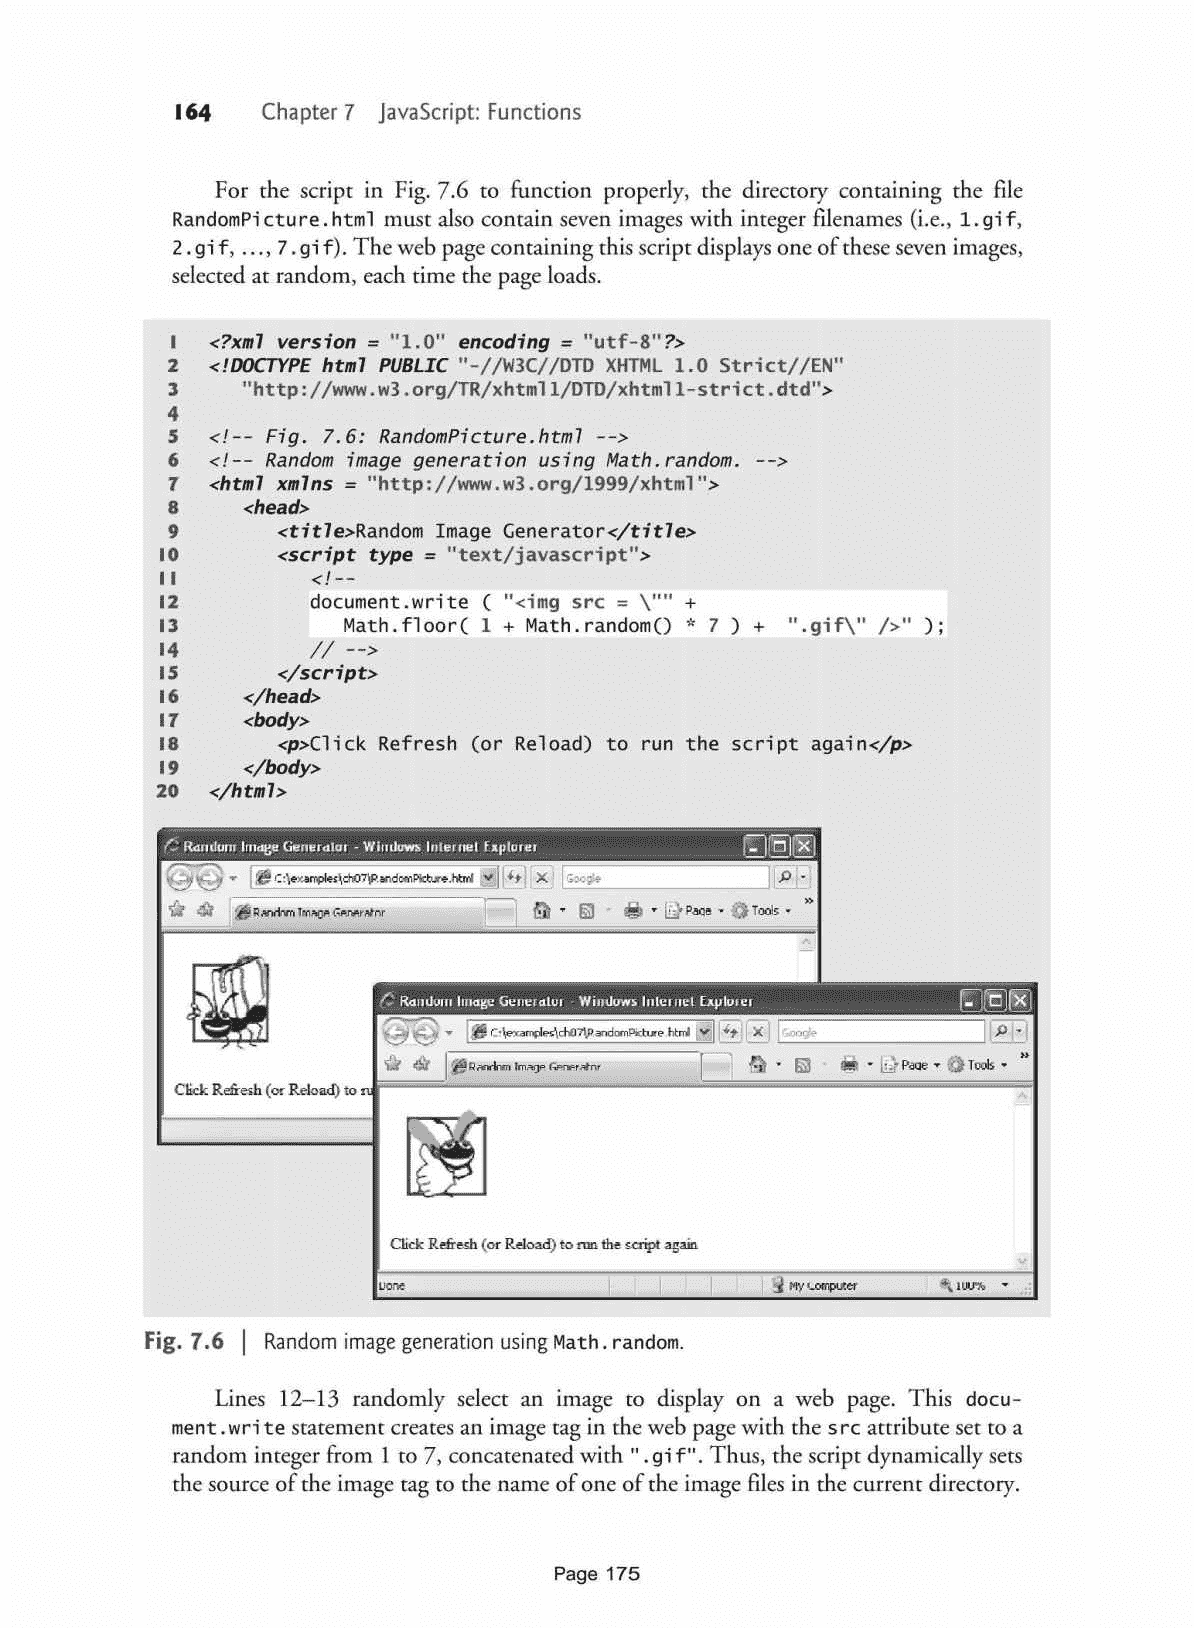 164 Chapter 7 JavaScript: Functions
For the script in Fig. 7.6 to function properly, the directory containing the file
RandomPicture.html must also contain seven images with integer filenames (i.e., 1.gif,
2.gif, ..., 7.gif). The web page containing this script displays one of these seven images,
selected at random, each time the page loads.
1 <?xml version = "1.0" encoding = "utf-8"?>
2 <!DOCTYPE html PUBLIC "-//W3C//DTD XHTML 1.0 Strict//EN"
3 "http://www.w3.org/TR/xhtml1/DTD/xhtml1-strict.dtd">
4
5 <!-- Fig. 7.6: RandomPicture.html -->
6 <!-- Random image generation using Math.random. -->
7 <html xmlns = "http://www.w3.org/1999/xhtml">
8 <head>
9 <title>Random Image Generator</title>
10 <script type = "text/javascript">
11 <!--
12 document.write ( "<img src = \"" +
13 Math.floor( 1 + Math.random() * 7 ) + ".gif\" />" );
14 // -->
15 </script>
16 </head>
17 <body>
18 <p>Click Refresh (or Reload) to run the script again</p>
19 </body>
20 </html>
Random Image Generator - Windows Internet Explorer
C:\examples\ch07\RandomPicture.html Google
Random Image Generator Page Tools »
Click Refresh (or Reload) to ru
Random Image Generator - Windows Internet Explorer
C:\examples\ch07\RandomPicture.html Google
Random Image Generator Page Tools »
Click Refresh (or Reload) to run the script again
Done My Computer 100%
Fig. 7.6 | Random image generation using Math.random.
Lines 12–13 randomly select an image to display on a web page. This docu-
ment.write statement creates an image tag in the web page with the src attribute set to a
random integer from 1 to 7, concatenated with ".gif". Thus, the script dynamically sets
the source of the image tag to the name of one of the image files in the current directory.
Page 175